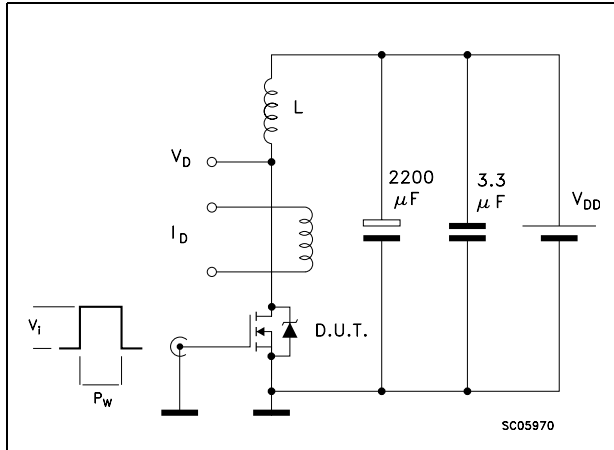 L
V_D
2200
μF
3.3
μF
V_DD
I_D
V_i
D.U.T.
P_W
SC05970